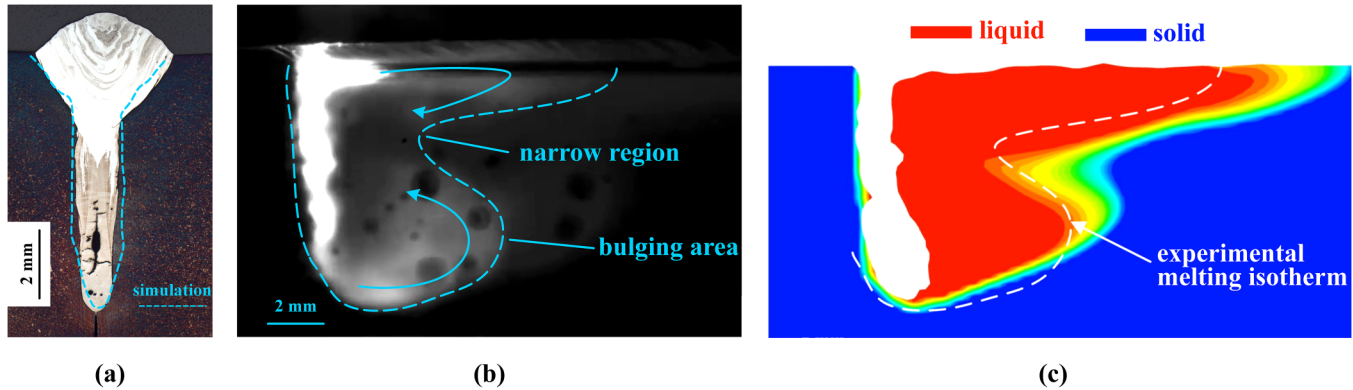 2 mm
simulation
(a)
narrow region
bulging area
2 mm
(b)
liquid
solid
experimental
melting isotherm
(c)